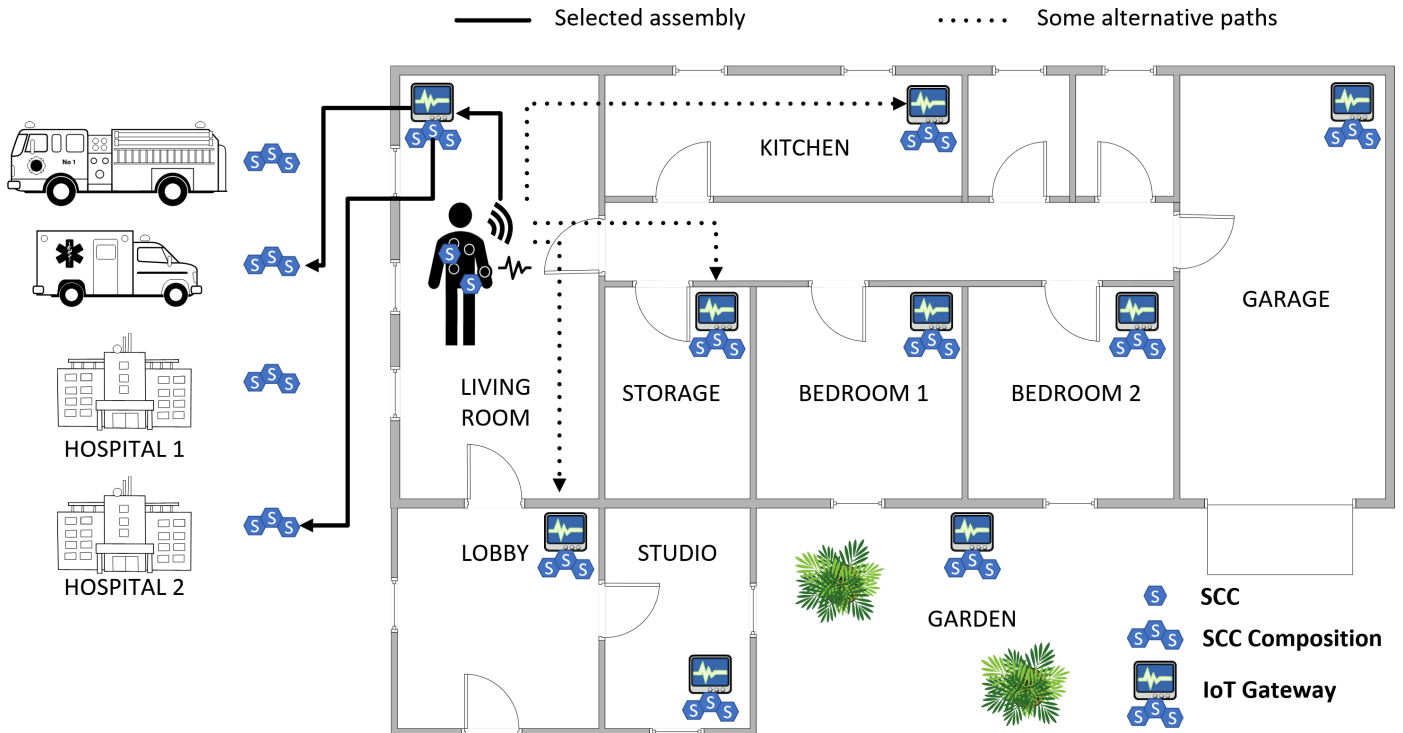 Selected assembly
Some alternative paths
S S S
KITCHEN
No 1
S S S
S S S
S S S
S S S
S
S S S
S
GARAGE
S S S
S S S
S S S
S S S
LIVING
ROOM
STORAGE
BEDROOM 1
BEDROOM 2
HOSPITAL 1
S S S
LOBBY
STUDIO
S S S
S S S
HOSPITAL 2
S SCC
GARDEN
S S S SCC Composition
IoT Gateway
S S S
S S S